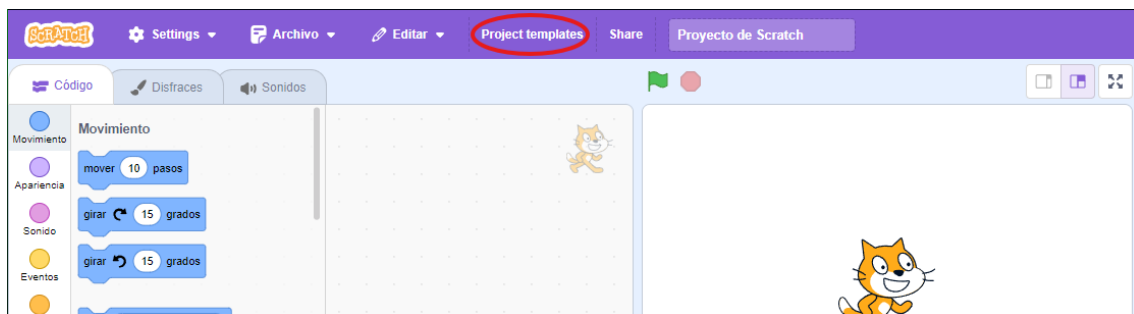 SCRATCH Settings Archivo Editar Project templates Share Proyecto de Scratch
Código Disfraces Sonidos
Movimiento
Apariencia
Sonido
Eventos
Movimiento
mover 10 pasos
girar 15 grados
girar 15 grados